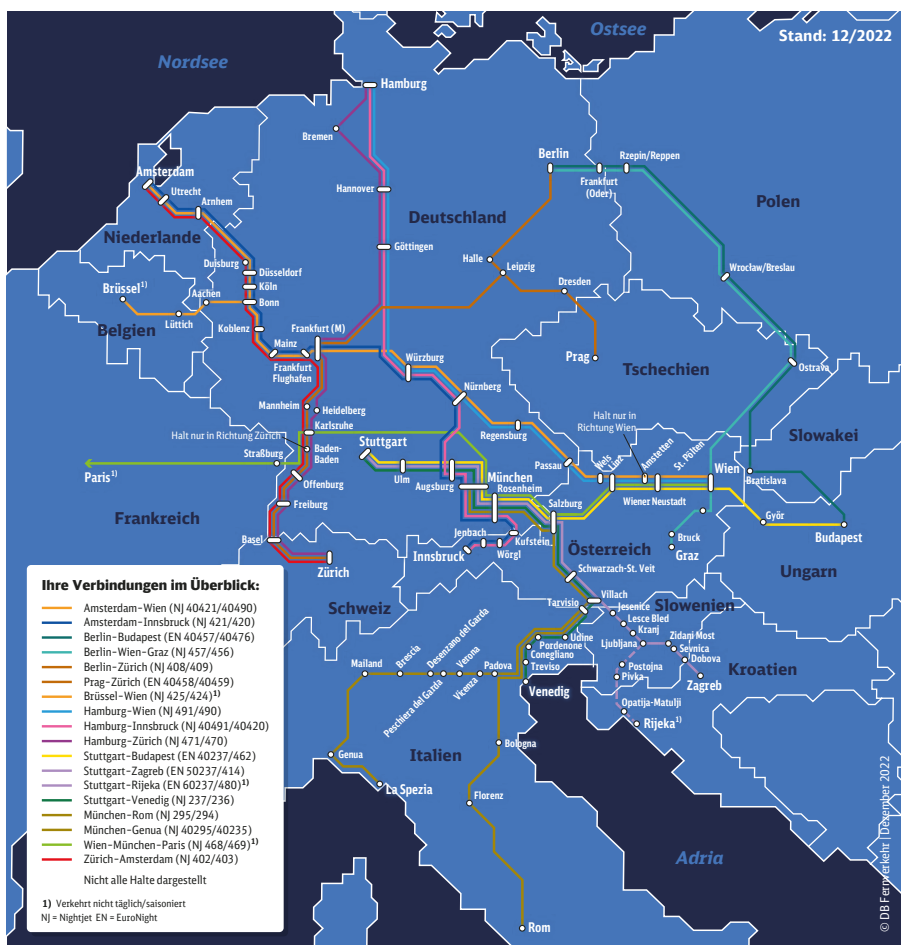 Stand: 12/2022
Ostsee
Nordsee
Hamburg
Bremen
Hannover
Göttingen
Deutschland
Berlin
Frankfurt
(Oder)
Rzepin/Reppen
Polen
Wrocław/Breslau
Ostrava
Amsterdam
Utrecht
Arnhem
Niederlande
Duisburg
Düsseldorf
Köln
Bonn
Brüssel1)
Aachen
Lüttich
Belgien
Koblenz
Mainz
Frankfurt (M)
Frankfurt
Flughafen
Halle
Leipzig
Dresden
Prag
Tschechien
Würzburg
Nürnberg
Mannheim
Heidelberg
Karlsruhe
Halt nur in Richtung Zürich
Baden-
Baden
Straßburg
Paris1)
Offenburg
Freiburg
Frankreich
Basel
Zürich
Schweiz
Stuttgart
Ulm
Augsburg
München
Rosenheim
Regensburg
Passau
Wels
Linz
Halt nur in
Richtung Wien
Amstetten
St. Pölten
Wien
Wiener Neustadt
Slowakei
Bratislava
Györ
Budapest
Ungarn
Salzburg
Kufstein
Jenbach
Wörgl
Innsbruck
Österreich
Bruck
Graz
Schwarzach-St. Veit
Villach
Tarvisio
Jesenice
Lesce Bled
Kranj
Ljubljana
Slowenien
Zidani Most
Sevnica
Dobova
Zagreb
Kroatien
Postojna
Pivka
Opatija-Matulji
Rijeka1)
Udine
Pordenone
Conegliano
Treviso
Venedig
Mailand
Brescia
Peschiera del Garda
Desenzano del Garda
Verona
Vicenza
Padova
Bologna
Genua
La Spezia
Italien
Florenz
Rom
Adria
Ihre Verbindungen im Überblick:
Amsterdam–Wien (NJ 40421/40490)
Amsterdam–Innsbruck (NJ 421/420)
Berlin–Budapest (EN 40457/40476)
Berlin–Wien–Graz (NJ 457/456)
Berlin–Zürich (NJ 408/409)
Prag–Zürich (EN 40458/40459)
Brüssel–Wien (NJ 425/424)1)
Hamburg–Wien (NJ 491/490)
Hamburg–Innsbruck (NJ 40491/40420)
Hamburg–Zürich (NJ 471/470)
Stuttgart–Budapest (EN 40237/462)
Stuttgart–Zagreb (EN 50237/414)
Stuttgart–Rijeka (EN 60237/480)1)
Stuttgart–Venedig (NJ 237/236)
München–Rom (NJ 295/294)
München–Genua (NJ 40295/40235)
Wien–München–Paris (NJ 468/469)1)
Zürich–Amsterdam (NJ 402/403)
Nicht alle Halte dargestellt
1) Verkehrt nicht täglich/saisoniert
NJ = Nightjet EN = EuroNight
© DB Fernverkehr | Dezember 2022